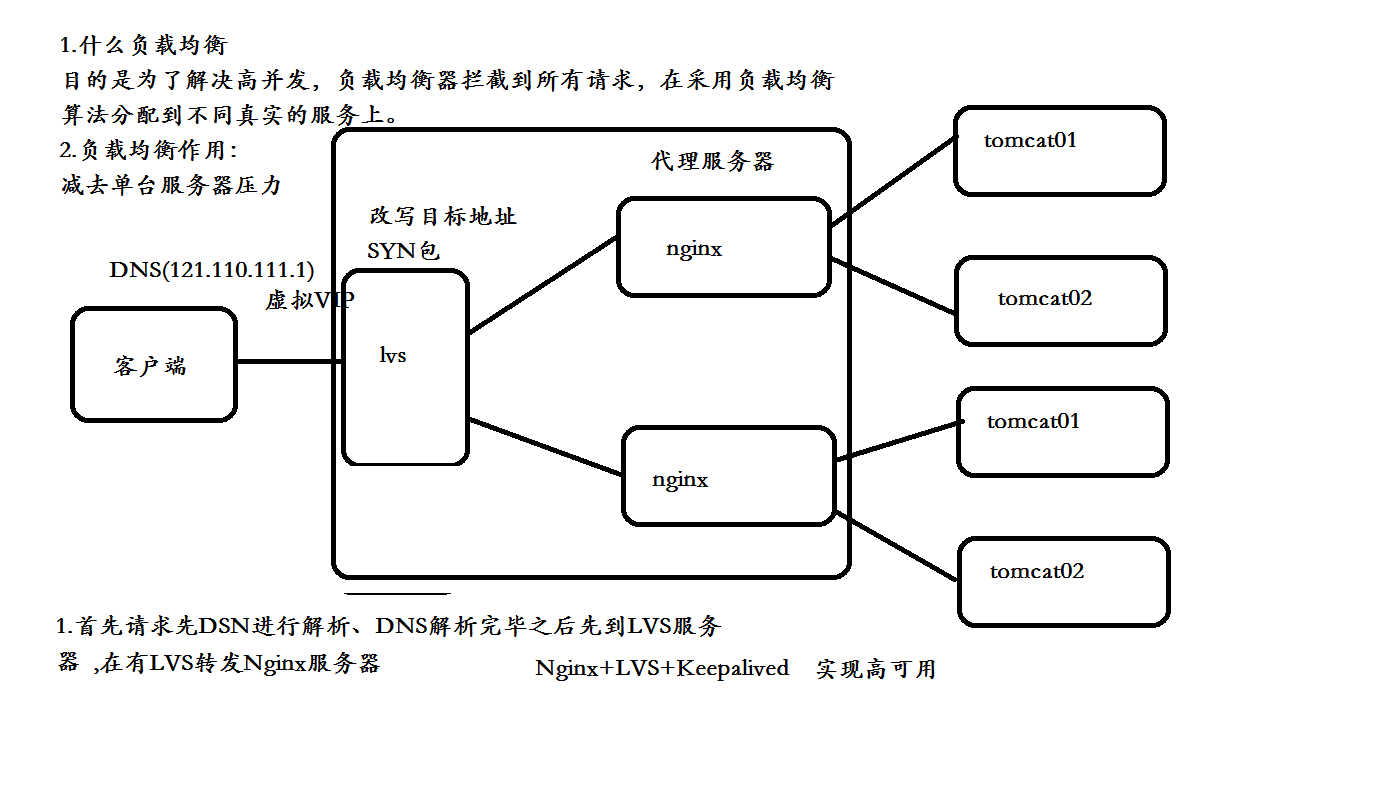 1.什么负载均衡
目的是为了解决高并发，负载均衡器拦截到所有请求，在采用负载均衡
算法分配到不同真实的服务上。
2.负载均衡作用：
减去单台服务器压力
代理服务器
改写目标地址
SYN包
DNS(121.110.111.1)
虚拟VIP
客户端
lvs
nginx
nginx
tomcat01
tomcat02
tomcat01
tomcat02
1.首先请求先DSN进行解析、DNS解析完毕之后先到LVS服务
器 ,在有LVS转发Nginx服务器
Nginx+LVS+Keepalived 实现高可用